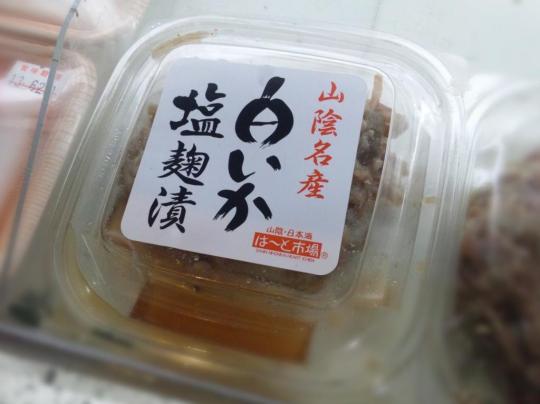 山陰名産
白いか
塩麹漬
山陰・日本海
はーと市場®